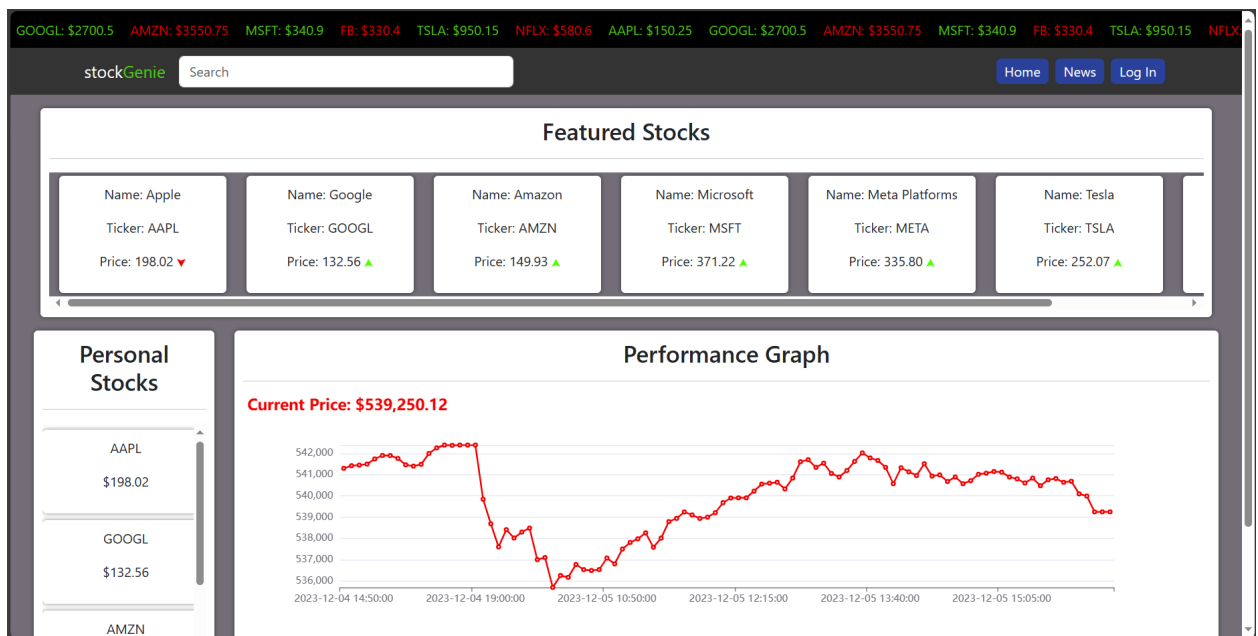 GOOGL: $2700.5 AMZN: $3550.75 MSFT: $340.9 FB: $330.4 TSLA: $950.15 NFLX: $580.6 AAPL: $150.25 GOOGL: $2700.5 AMZN: $3550.75 MSFT: $340.9 FB: $330.4 TSLA: $950.15 NFLX:
stockGenie Search Home News Log In
Featured Stocks
Name: Apple Name: Google Name: Amazon Name: Microsoft Name: Meta Platforms Name: Tesla
Ticker: AAPL Ticker: GOOGL Ticker: AMZN Ticker: MSFT Ticker: META Ticker: TSLA
Price: 198.02 Price: 132.56 Price: 149.93 Price: 371.22 Price: 335.80 Price: 252.07
Personal
Stocks
AAPL
$198.02
GOOGL
$132.56
AMZN
Performance Graph
Current Price: $539,250.12
542,000
541,000
540,000
539,000
538,000
537,000
536,000
2023-12-04 14:50:00 2023-12-04 19:00:00 2023-12-05 10:50:00 2023-12-05 12:15:00 2023-12-05 13:40:00 2023-12-05 15:05:00